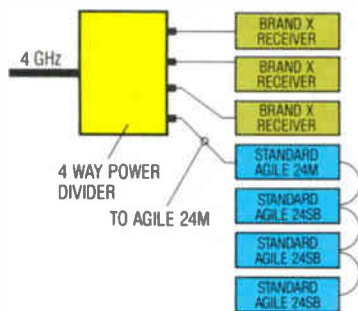 4 GHz
BRAND X
RECEIVER
BRAND X
RECEIVER
BRAND X
RECEIVER
4 WAY POWER
DIVIDER
TO AGILE 24M
STANDARD
AGILE 24M
STANDARD
AGILE 24SB
STANDARD
AGILE 24SB
STANDARD
AGILE 24SB